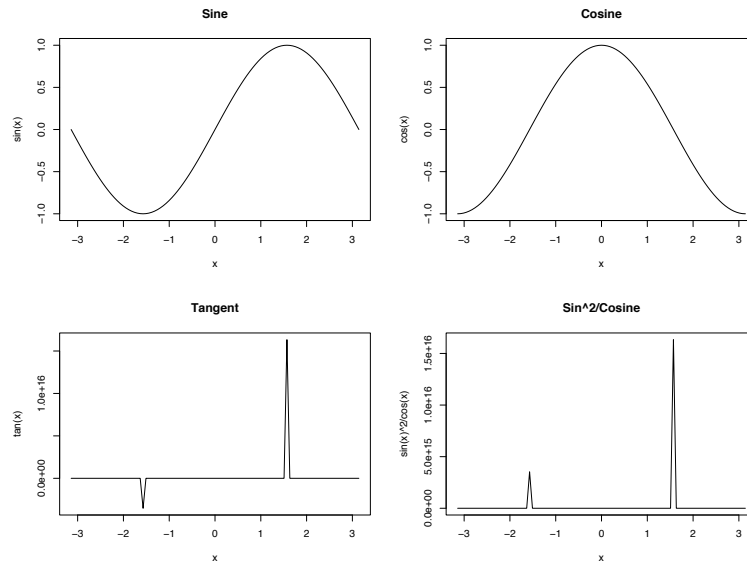 Sine
sin(x)
1.0
0.5
0.0
−0.5
−1.0
−3 −2 −1 0 1 2 3
x
Cosine
cos(x)
1.0
0.5
0.0
−0.5
−1.0
−3 −2 −1 0 1 2 3
x
Tangent
tan(x)
1.0e+16
0.0e+00
−3 −2 −1 0 1 2 3
x
Sin^2/Cosine
sin(x)^2/cos(x)
1.5e+16
1.0e+16
5.0e+15
0.0e+00
−3 −2 −1 0 1 2 3
x